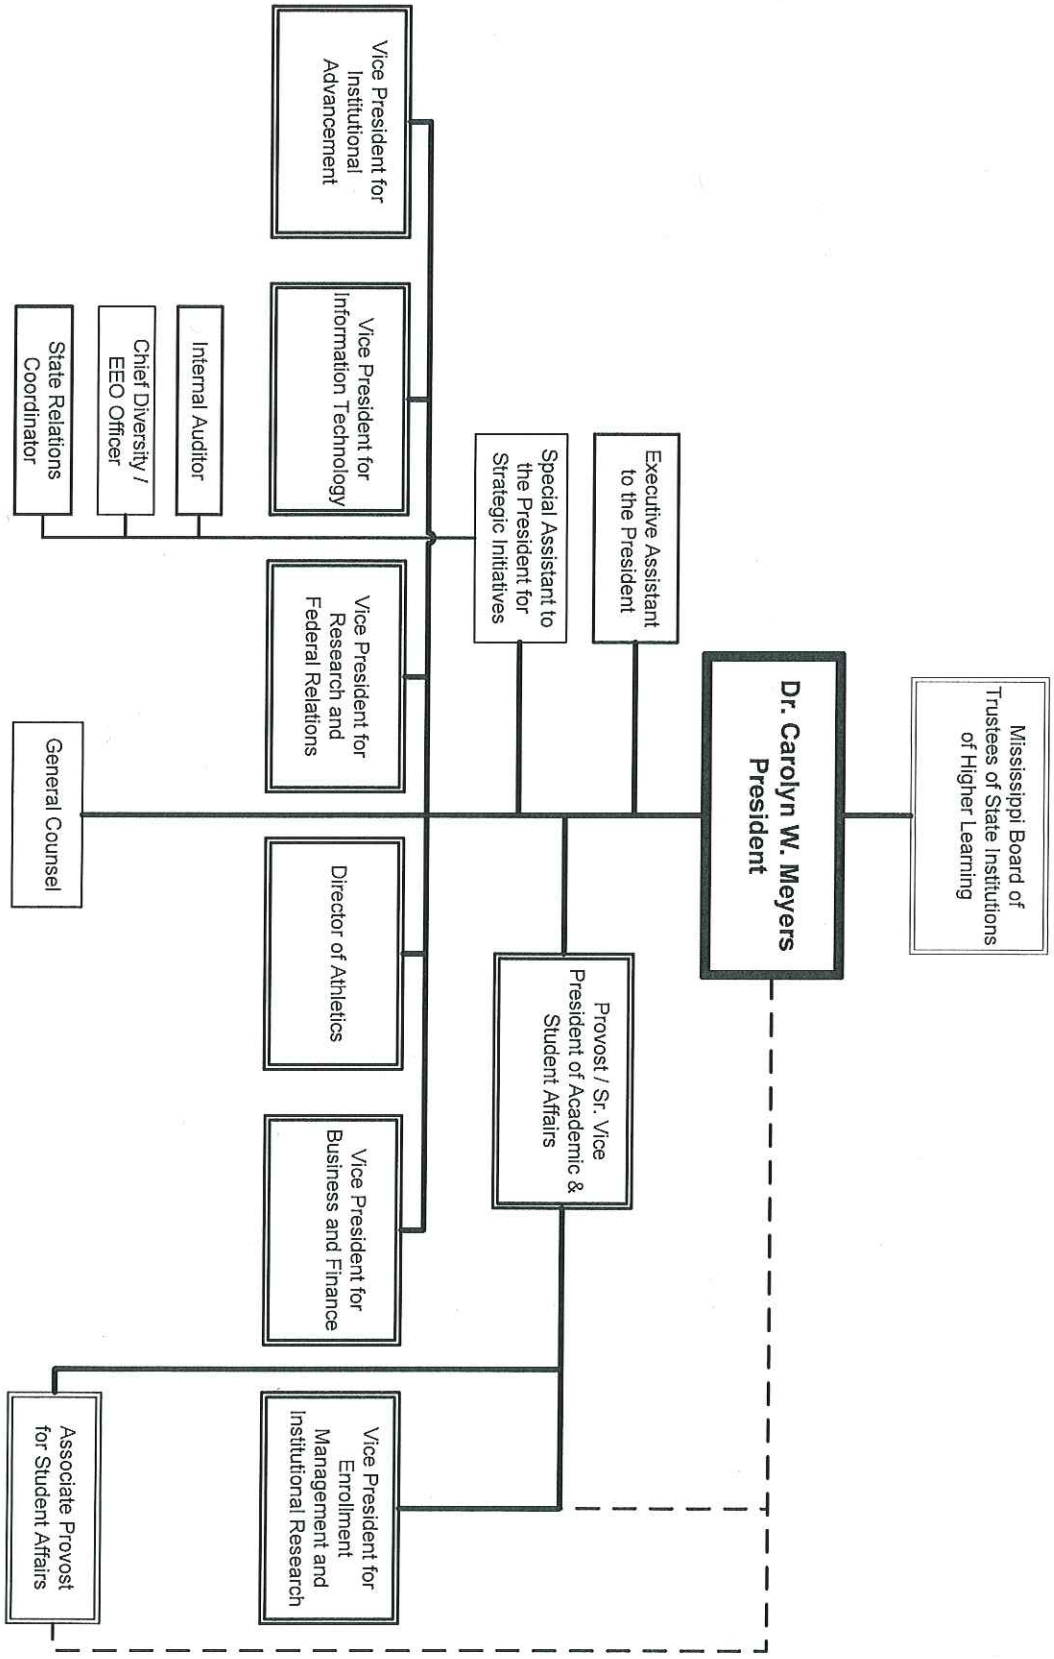 Mississippi Board of
Trustees of State Institutions
of Higher Learning
Dr. Carolyn W. Meyers
President
Executive Assistant
to the President
Special Assistant to
the President for
Strategic Initiatives
Provost / Sr. Vice
President of Academic &
Student Affairs
Vice President for
Institutional
Advancement
Vice President for
Information Technology
Vice President for
Research and
Federal Relations
Director of Athletics
Vice President for
Business and Finance
Vice President for
Enrollment
Management and
Institutional Research
Internal Auditor
Chief Diversity /
EEO Officer
State Relations
Coordinator
General Counsel
Associate Provost
for Student Affairs